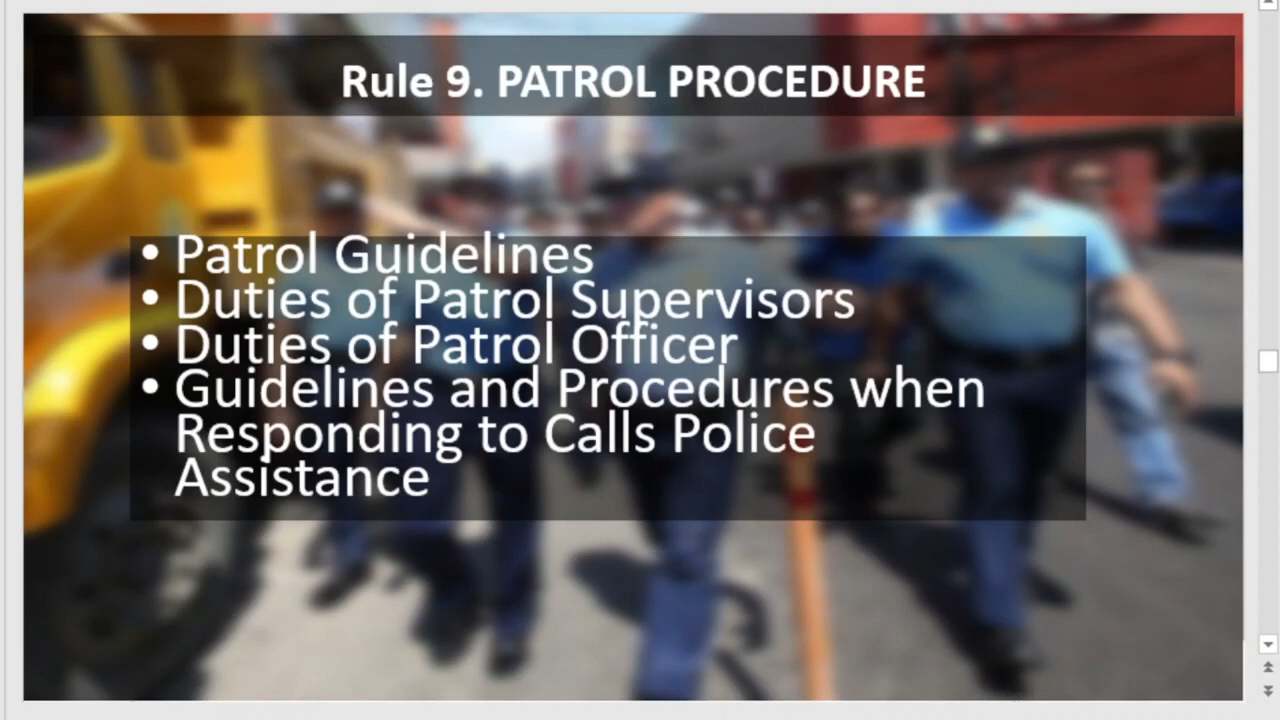 Rule 9. PATROL PROCEDURE
• Patrol Guidelines
• Duties of Patrol Supervisors
• Duties of Patrol Officer
• Guidelines and Procedures when
Responding to Calls Police
Assistance